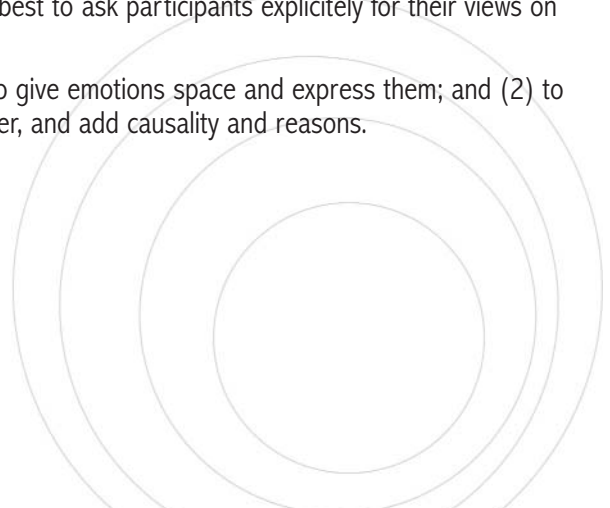 best to ask participants explicitely for their views on
o give emotions space and express them; and (2) to
er, and add causality and reasons.